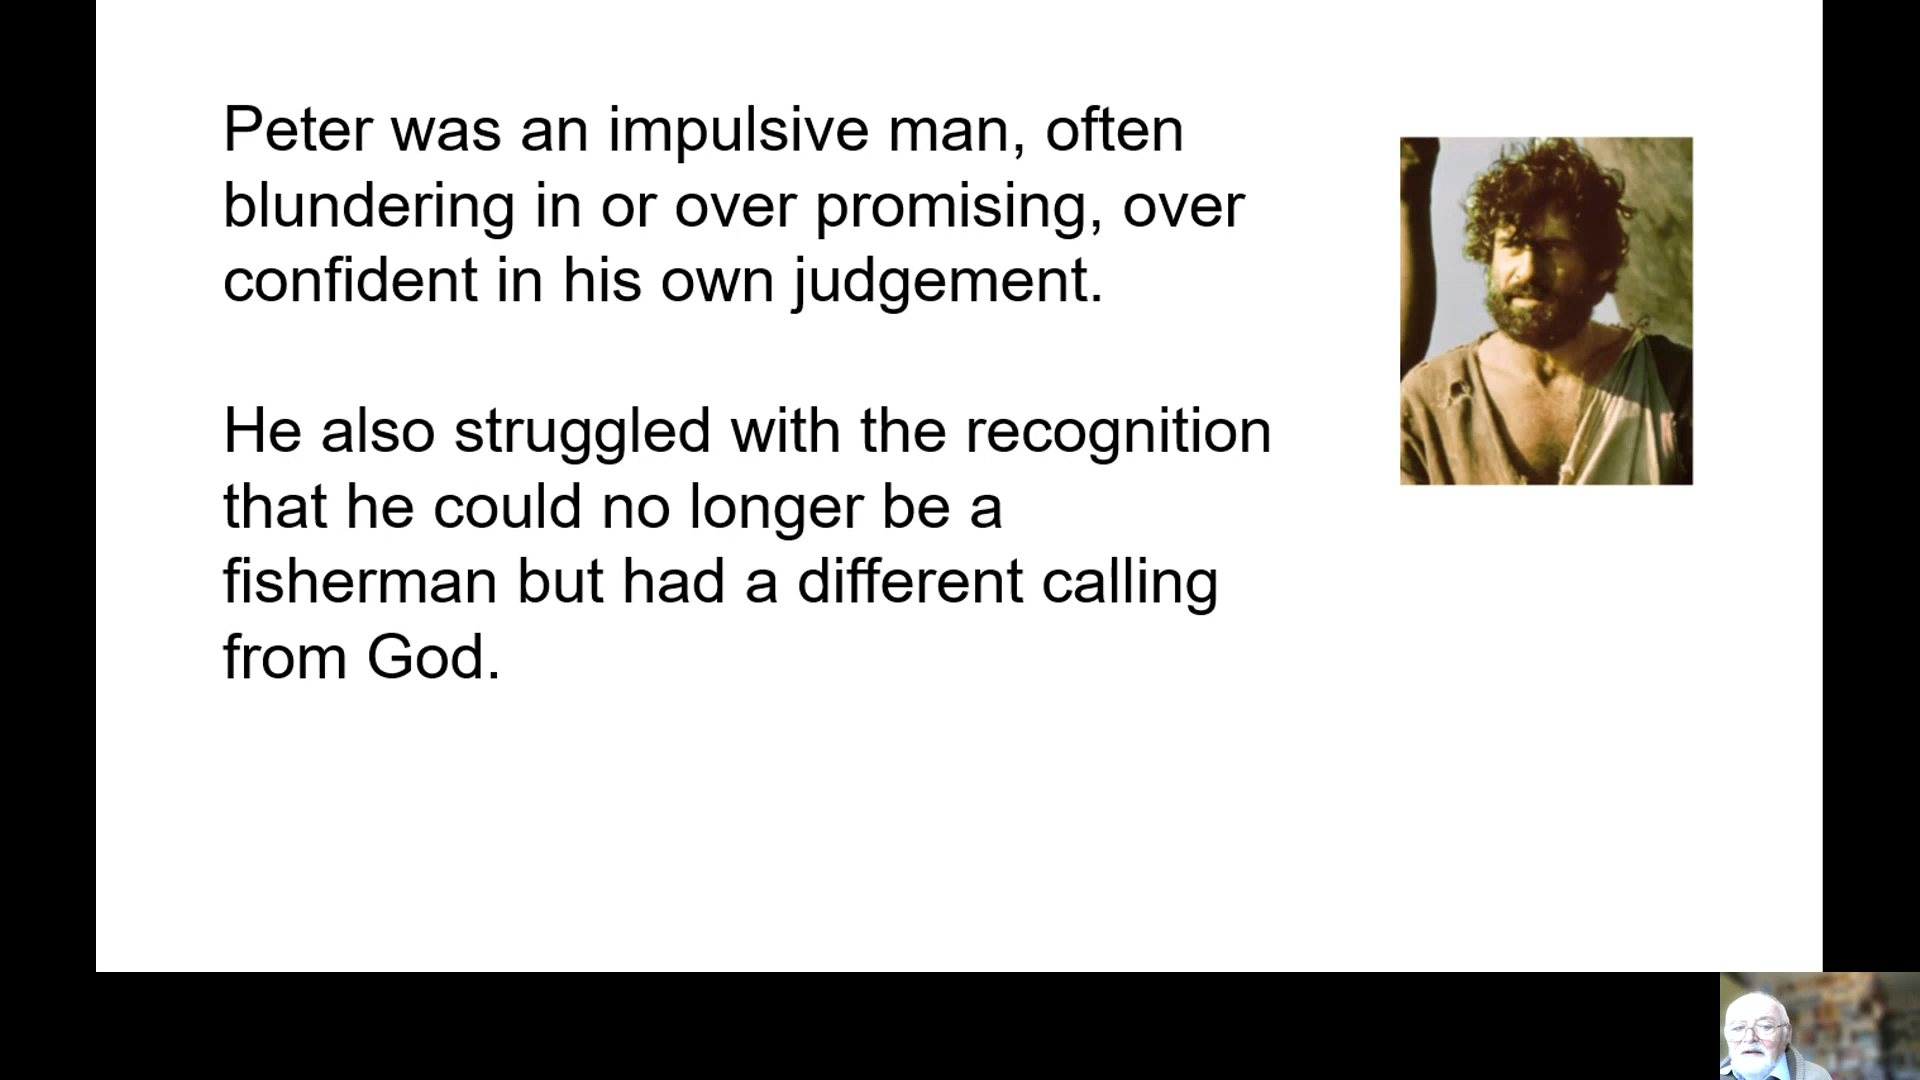 Peter was an impulsive man, often
blundering in or over promising, over
confident in his own judgement.
He also struggled with the recognition
that he could no longer be a
fisherman but had a different calling
from God.